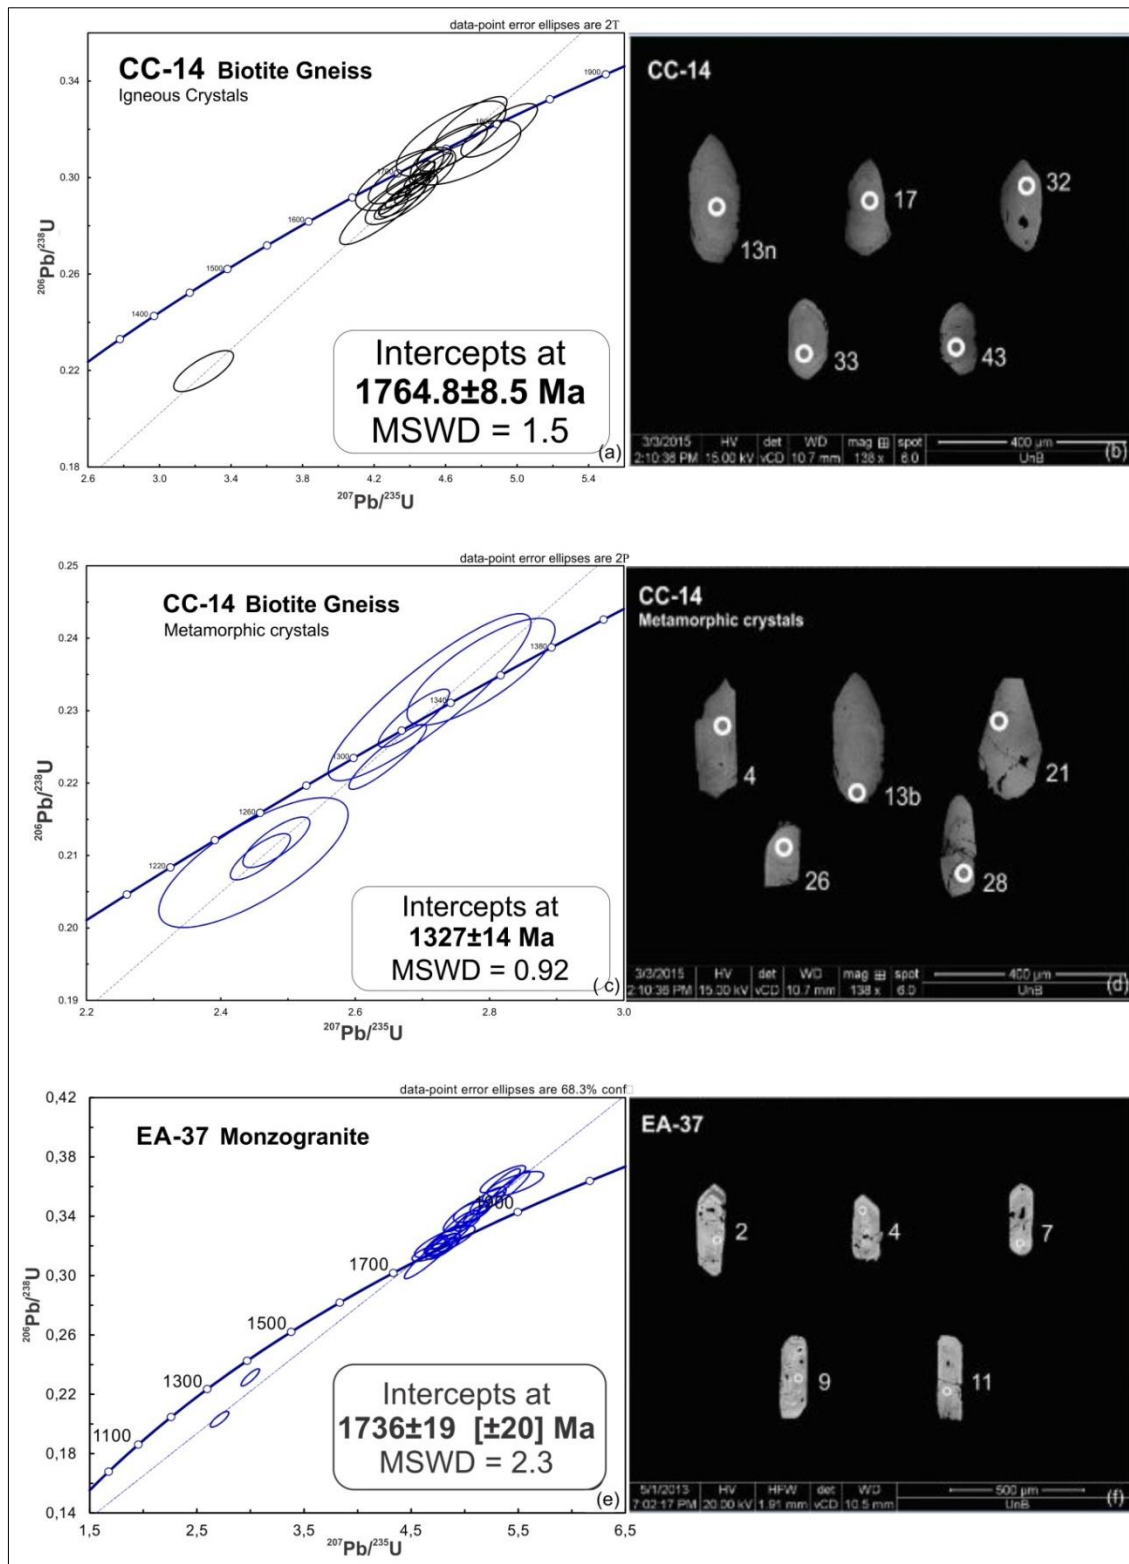 data-point error ellipses are 2T
CC-14 Biotite Gneiss
Igneous Crystals
0.34
0.30
0.26
0.22
0.18
206Pb/238U
1400
1500
1600
1700
1800
1900
Intercepts at
1764.8±8.5 Ma
MSWD = 1.5
(a)
2.6 3.0 3.4 3.8 4.2 4.6 5.0 5.4
207Pb/235U
CC-14
13n
17
32
33
43
3/3/2015 HV det WD mag spot 400 µm
2:10:36 PM 15.00 kV vCD 10.7 mm 138 x 6.0 UnB
(b)
data-point error ellipses are 2P
CC-14 Biotite Gneiss
Metamorphic crystals
0.25
0.24
0.23
0.22
0.21
0.20
0.19
206Pb/238U
1220
1260
1300
1340
1380
Intercepts at
1327±14 Ma
MSWD = 0.92
(c)
2.2 2.4 2.6 2.8 3.0
207Pb/235U
CC-14
Metamorphic crystals
4
13b
21
26
28
3/3/2015 HV det WD mag spot 400 µm
2:10:36 PM 15.00 kV vCD 10.7 mm 138 x 6.0 UnB
(d)
data-point error ellipses are 68.3% conf
EA-37 Monzogranite
0,42
0,38
0,34
0,30
0,26
0,22
0,18
0,14
206Pb/238U
1100
1300
1500
1700
1900
Intercepts at
1736±19 [±20] Ma
MSWD = 2.3
(e)
1,5 2,5 3,5 4,5 5,5 6,5
207Pb/235U
EA-37
2
4
7
9
11
5/1/2013 HV HFW det WD 500 µm
7:02:17 PM 20.00 kV 1.91 mm vCD 10.5 mm UnB
(f)